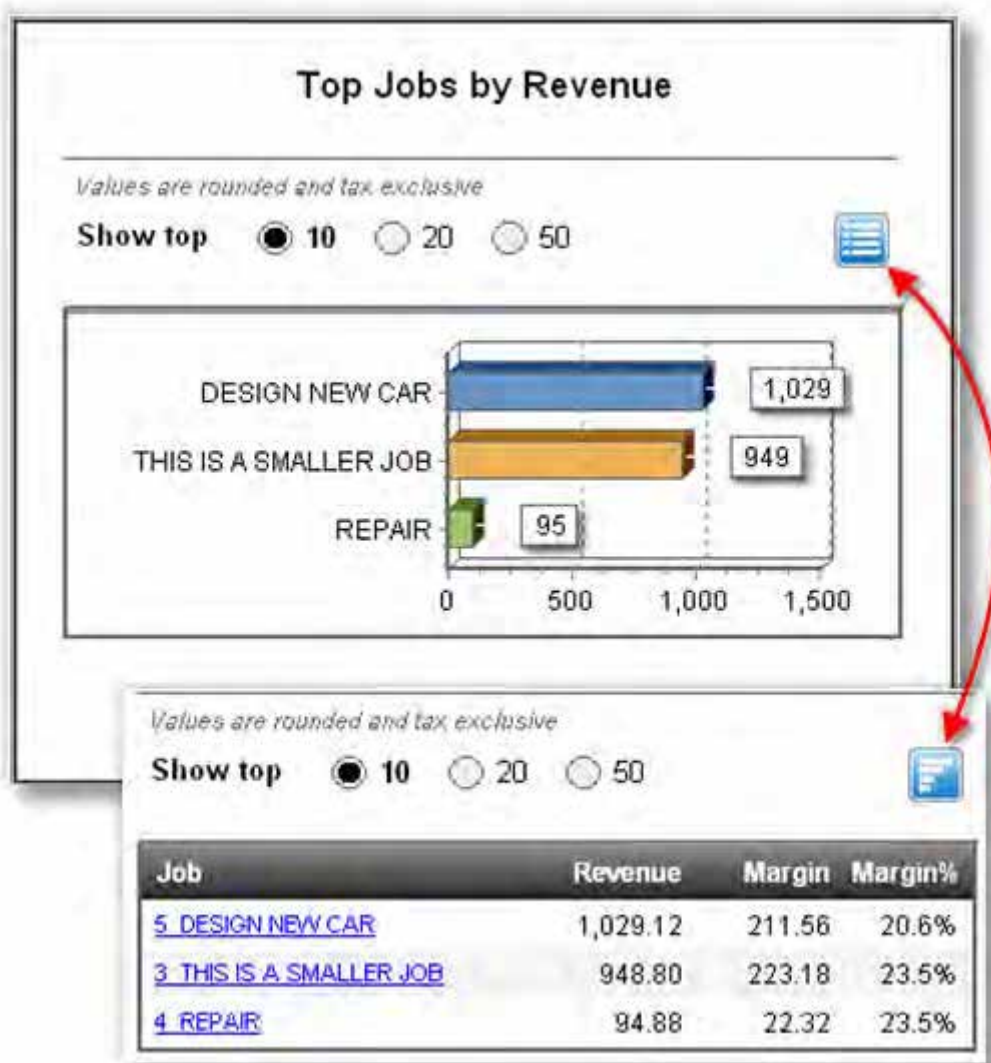 Top Jobs by Revenue
Values are rounded and tax exclusive
Show top 10 20 50
DESIGN NEW CAR 1,029
THIS IS A SMALLER JOB 949
REPAIR 95
0 500 1,000 1,500
Values are rounded and tax exclusive
Show top 10 20 50
Job Revenue Margin Margin%
5 DESIGN NEW CAR 1,029.12 211.56 20.6%
3 THIS IS A SMALLER JOB 948.80 223.18 23.5%
4 REPAIR 94.88 22.32 23.5%